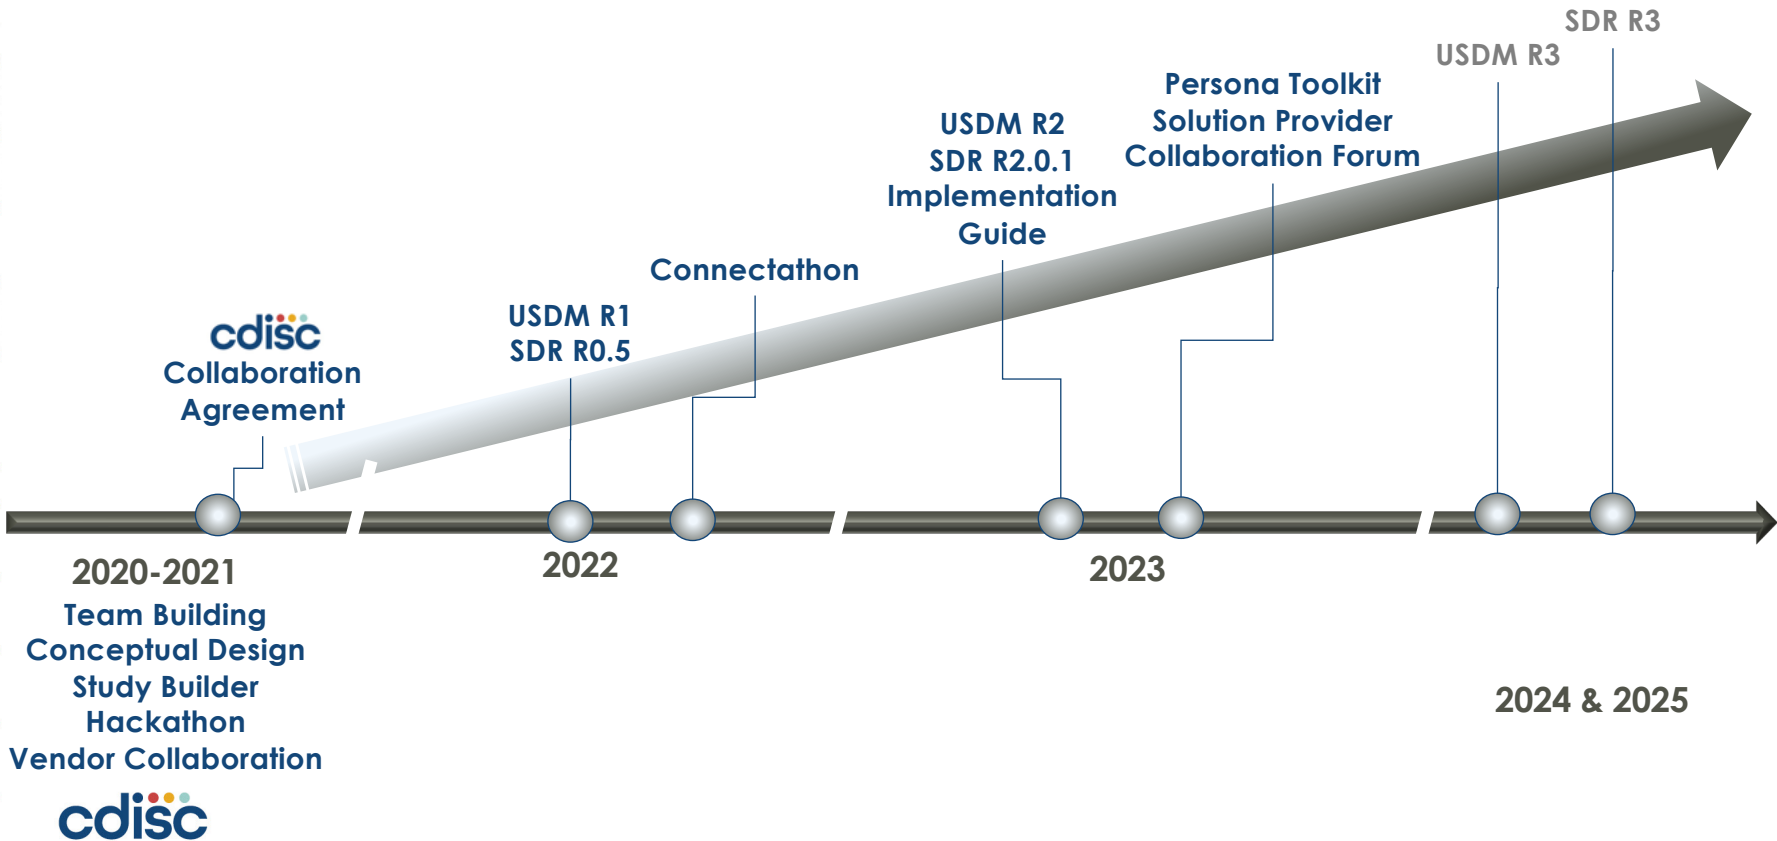 cdisc
Collaboration
Agreement
USDM R1
SDR R0.5
Connectathon
USDM R2
SDR R2.0.1
Implementation
Guide
Persona Toolkit
Solution Provider
Collaboration Forum
USDM R3
SDR R3
2020-2021
Team Building
Conceptual Design
Study Builder
Hackathon
Vendor Collaboration
cdisc
2022
2023
2024 & 2025